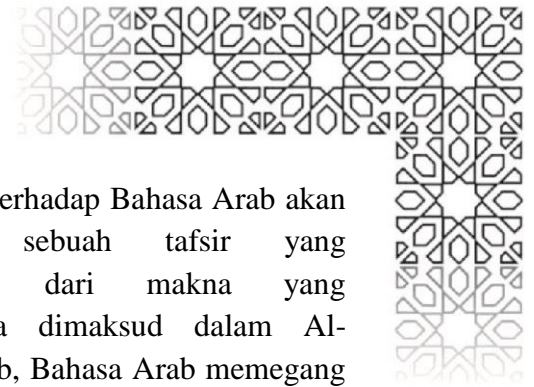 erhadap Bahasa Arab akan
sebuah tafsir yang
dari makna yang
dimaksud dalam Al-
Bahasa Arab memegang